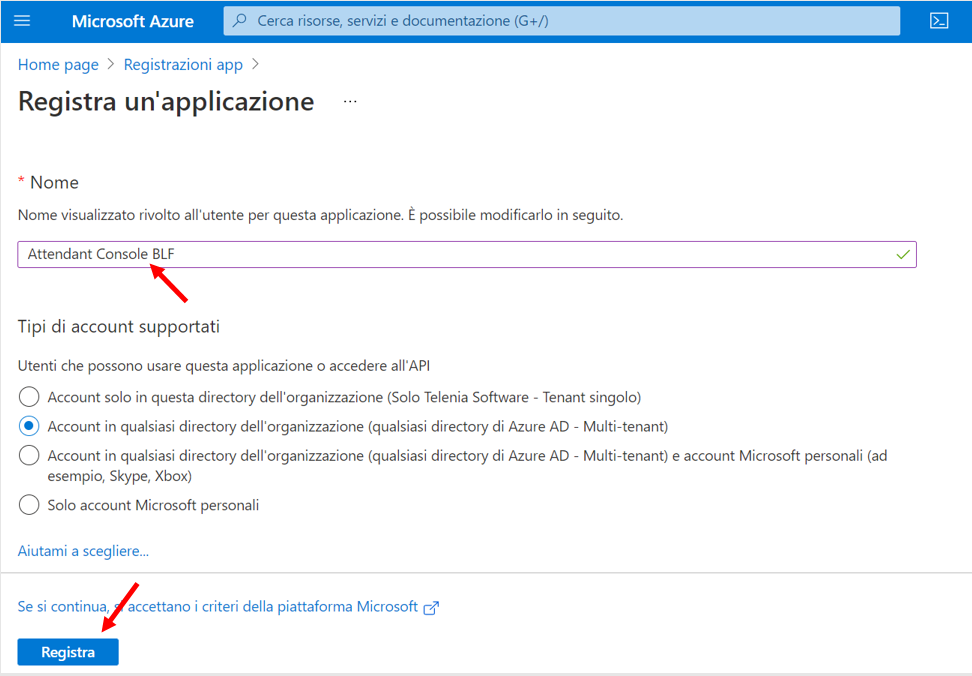 Microsoft Azure
Cerca risorse, servizi e documentazione (G+/)
Home page > Registrazioni app >
Registra un'applicazione ...
* Nome
Nome visualizzato rivolto all'utente per questa applicazione. È possibile modificarlo in seguito.
Attendant Console BLF
Tipi di account supportati
Utenti che possono usare questa applicazione o accedere all'API
Account solo in questa directory dell'organizzazione (Solo Telenia Software - Tenant singolo)
Account in qualsiasi directory dell'organizzazione (qualsiasi directory di Azure AD - Multi-tenant)
Account in qualsiasi directory dell'organizzazione (qualsiasi directory di Azure AD - Multi-tenant) e account Microsoft personali (ad
esempio, Skype, Xbox)
Solo account Microsoft personali
Aiutami a scegliere...
Se si continua, si accettano i criteri della piattaforma Microsoft
Registra